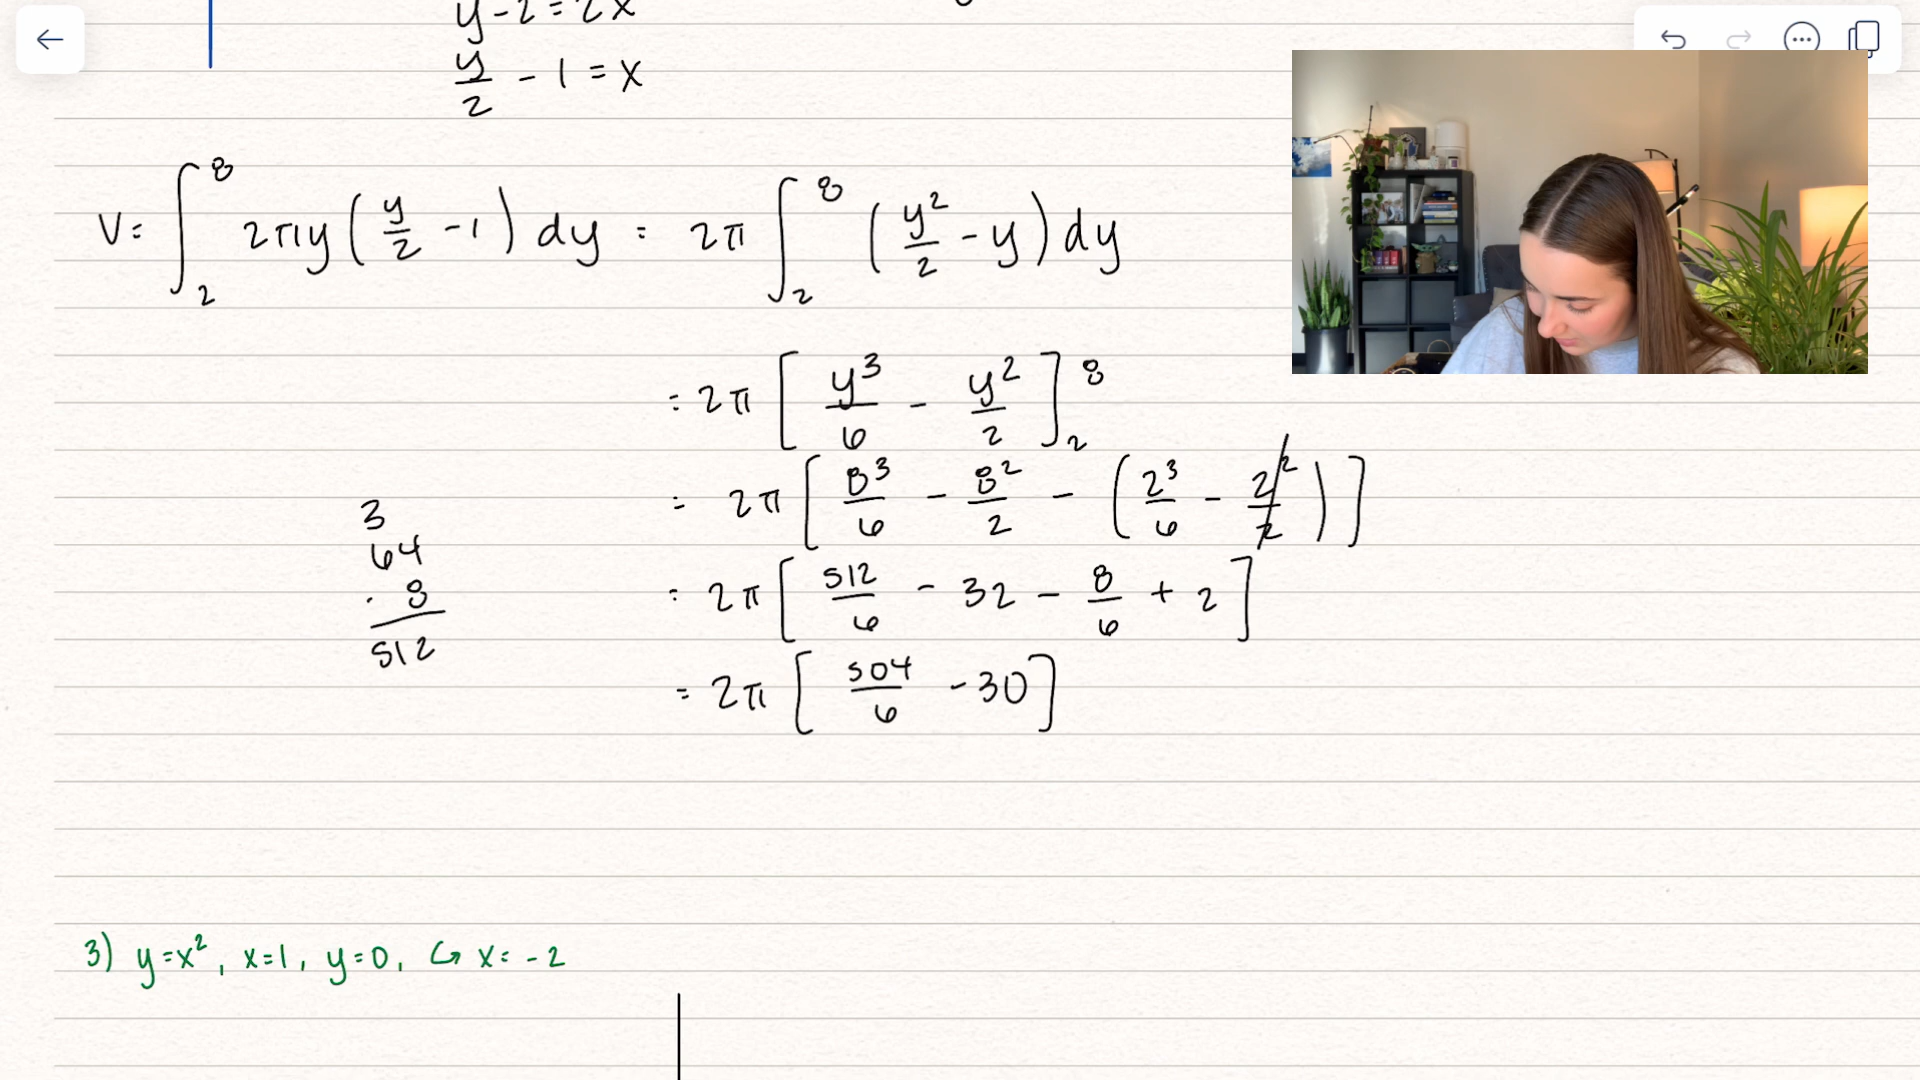 y-2=2x
y/2 - 1 = x
V = ∫₂⁸ 2πy (y/2 - 1) dy = 2π ∫₂⁸ (y²/2 - y) dy
= 2π [ y³/6 - y²/2 ]₂⁸
= 2π [ 8³/6 - 8²/2 - ( 2³/6 - 2²/2 ) ]
= 2π [ 512/6 - 32 - 8/6 + 2 ]
= 2π [ 504/6 - 30 ]
3
64
· 8
512
3) y=x², x=1, y=0, ↪ x= -2